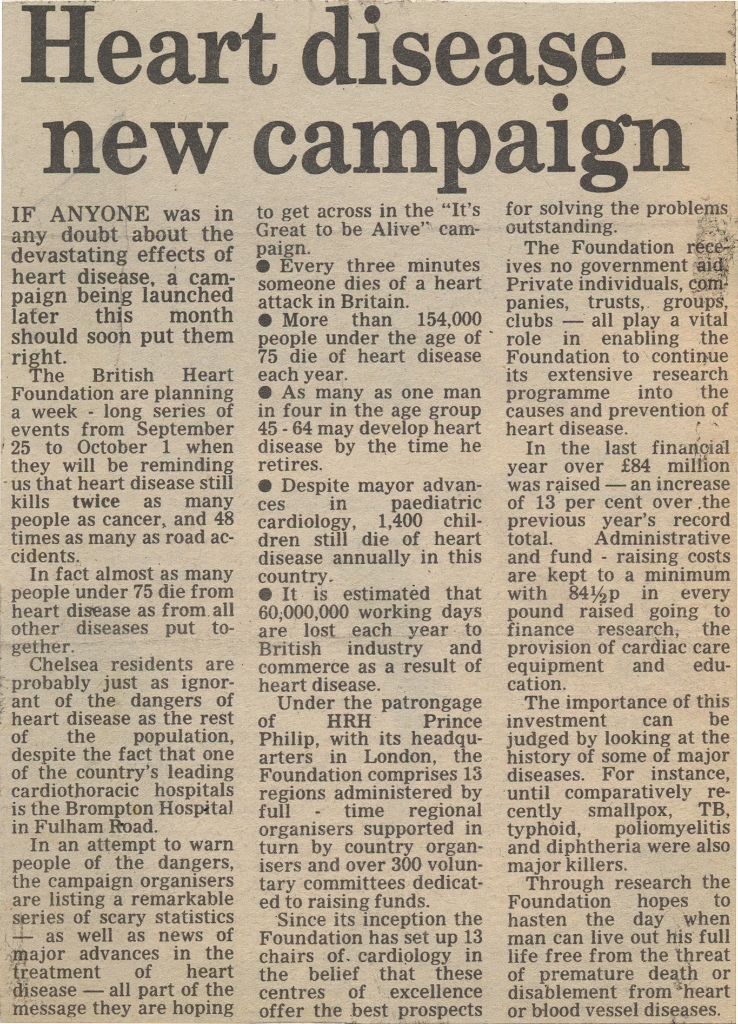 Heart disease —
new campaign
IF ANYONE was in
any doubt about the
devastating effects of
heart disease, a cam-
paign being launched
later this month
should soon put them
right.
The British Heart
Foundation are planning
a week - long series of
events from September
25 to October 1 when
they will be reminding
us that heart disease still
kills twice as many
people as cancer, and 48
times as many as road ac-
cidents.
In fact almost as many
people under 75 die from
heart disease as from all
other diseases put to-
gether.
Chelsea residents are
probably just as ignor-
ant of the dangers of
heart disease as the rest
of the population,
despite the fact that one
of the country's leading
cardiothoracic hospitals
is the Brompton Hospital
in Fulham Road.
In an attempt to warn
people of the dangers,
the campaign organisers
are listing a remarkable
series of scary statistics
— as well as news of
major advances in the
treatment of heart
disease — all part of the
message they are hoping
to get across in the "It's
Great to be Alive" cam-
paign.
● Every three minutes
someone dies of a heart
attack in Britain.
● More than 154,000
people under the age of
75 die of heart disease
each year.
● As many as one man
in four in the age group
45 - 64 may develop heart
disease by the time he
retires.
● Despite mayor advan-
ces in paediatric
cardiology, 1,400 chil-
dren still die of heart
disease annually in this
country.
● It is estimated that
60,000,000 working days
are lost each year to
British industry and
commerce as a result of
heart disease.
Under the patrongage
of HRH Prince
Philip, with its headqu-
arters in London, the
Foundation comprises 13
regions administered by
full - time regional
organisers supported in
turn by country organ-
isers and over 300 volun-
tary committees dedicat-
ed to raising funds.
Since its inception the
Foundation has set up 13
chairs of cardiology in
the belief that these
centres of excellence
offer the best prospects
for solving the problems
outstanding.
The Foundation rece-
ives no government aid.
Private individuals, com-
panies, trusts, groups,
clubs — all play a vital
role in enabling the
Foundation to continue
its extensive research
programme into the
causes and prevention of
heart disease.
In the last financial
year over £84 million
was raised — an increase
of 13 per cent over the
previous year's record
total. Administrative
and fund - raising costs
are kept to a minimum
with 84½p in every
pound raised going to
finance research, the
provision of cardiac care
equipment and edu-
cation.
The importance of this
investment can be
judged by looking at the
history of some of major
diseases. For instance,
until comparatively re-
cently smallpox, TB,
typhoid, poliomyelitis
and diphtheria were also
major killers.
Through research the
Foundation hopes to
hasten the day when
man can live out his full
life free from the threat
of premature death or
disablement from heart
or blood vessel diseases.